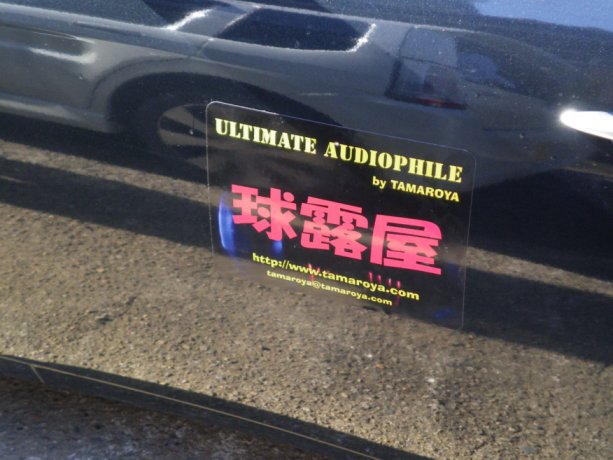 ULTIMATE AUDIOPHILE
by TAMAROYA
球露屋
http://www.tamaroya.com
tamaroya@tamaroya.com